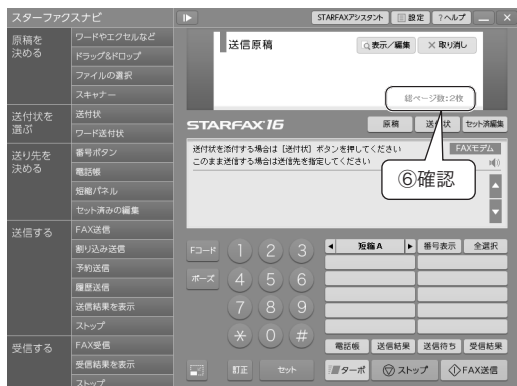 スターファクスナビ
STARFAXアシスタント
設定
?ヘルプ
原稿を
決める
ワードやエクセルなど
ドラッグ&ドロップ
ファイルの選択
スキャナー
送付状を
選ぶ
送付状
ワード送付状
送り先を
決める
番号ボタン
電話帳
短縮パネル
セット済みの編集
送信する
FAX送信
割り込み送信
予約送信
履歴送信
送信結果を表示
ストップ
受信する
FAX受信
受信結果を表示
ストップ
送信原稿
表示/編集
×取り消し
総ページ数:2枚
STARFAX'16
原稿
送付状
セット済編集
送付状を添付する場合は [送付状] ボタンを押してください
このまま送信する場合は送信先を指定してください
FAXモデム
⑥確認
Fコード
1
2
3
短縮A
番号表示
全選択
ポーズ
4
5
6
7
8
9
*
0
#
電話帳
送信結果
送信待ち
受信結果
訂正
セット
ターボ
ストップ
FAX送信